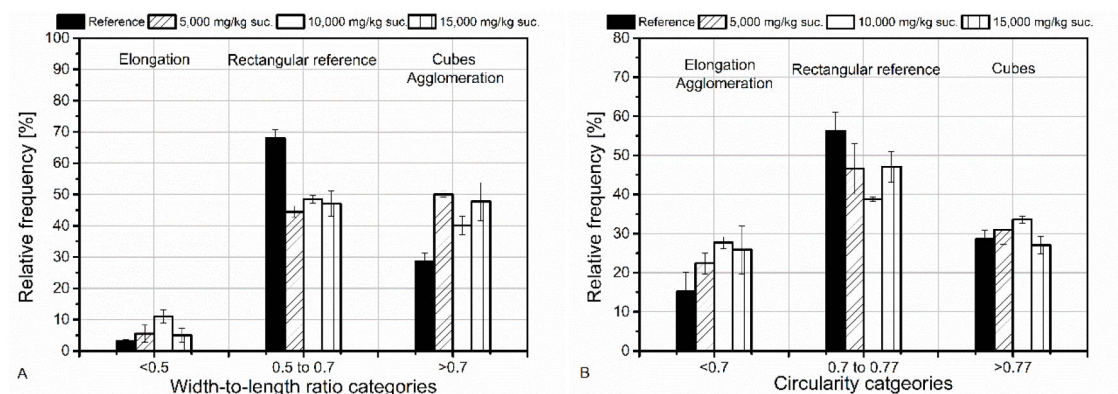 Reference 5,000 mg/kg suc. 10,000 mg/kg suc. 15,000 mg/kg suc.
100
90
80
70
60
50
40
30
20
10
0
Relative frequency [%]
Elongation
Rectangular reference
Cubes
Agglomeration
<0.5
0.5 to 0.7
>0.7
Width-to-length ratio categories
A
Reference 5,000 mg/kg suc. 10,000 mg/kg suc. 15,000 mg/kg suc.
80
70
60
50
40
30
20
10
0
Relative frequency [%]
Elongation
Agglomeration
Rectangular reference
Cubes
<0.7
0.7 to 0.77
>0.77
Circularity catgeories
B